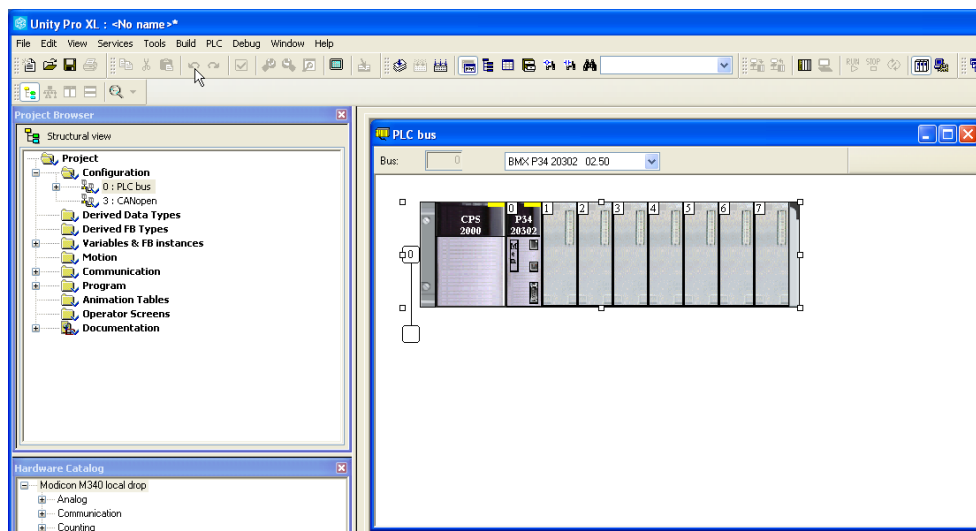 Unity Pro XL : <No name>*
File Edit View Services Tools Build PLC Debug Window Help
RUN STOP
Project Browser
Structural view
Project
Configuration
0 : PLC bus
3 : CANopen
Derived Data Types
Derived FB Types
Variables & FB instances
Motion
Communication
Program
Animation Tables
Operator Screens
Documentation
Hardware Catalog
Modicon M340 local drop
Analog
Communication
Counting
PLC bus
Bus: 0 BMX P34 20302 02.50
0 1 2 3 4 5 6 7
CPS P34
2000 20302
0